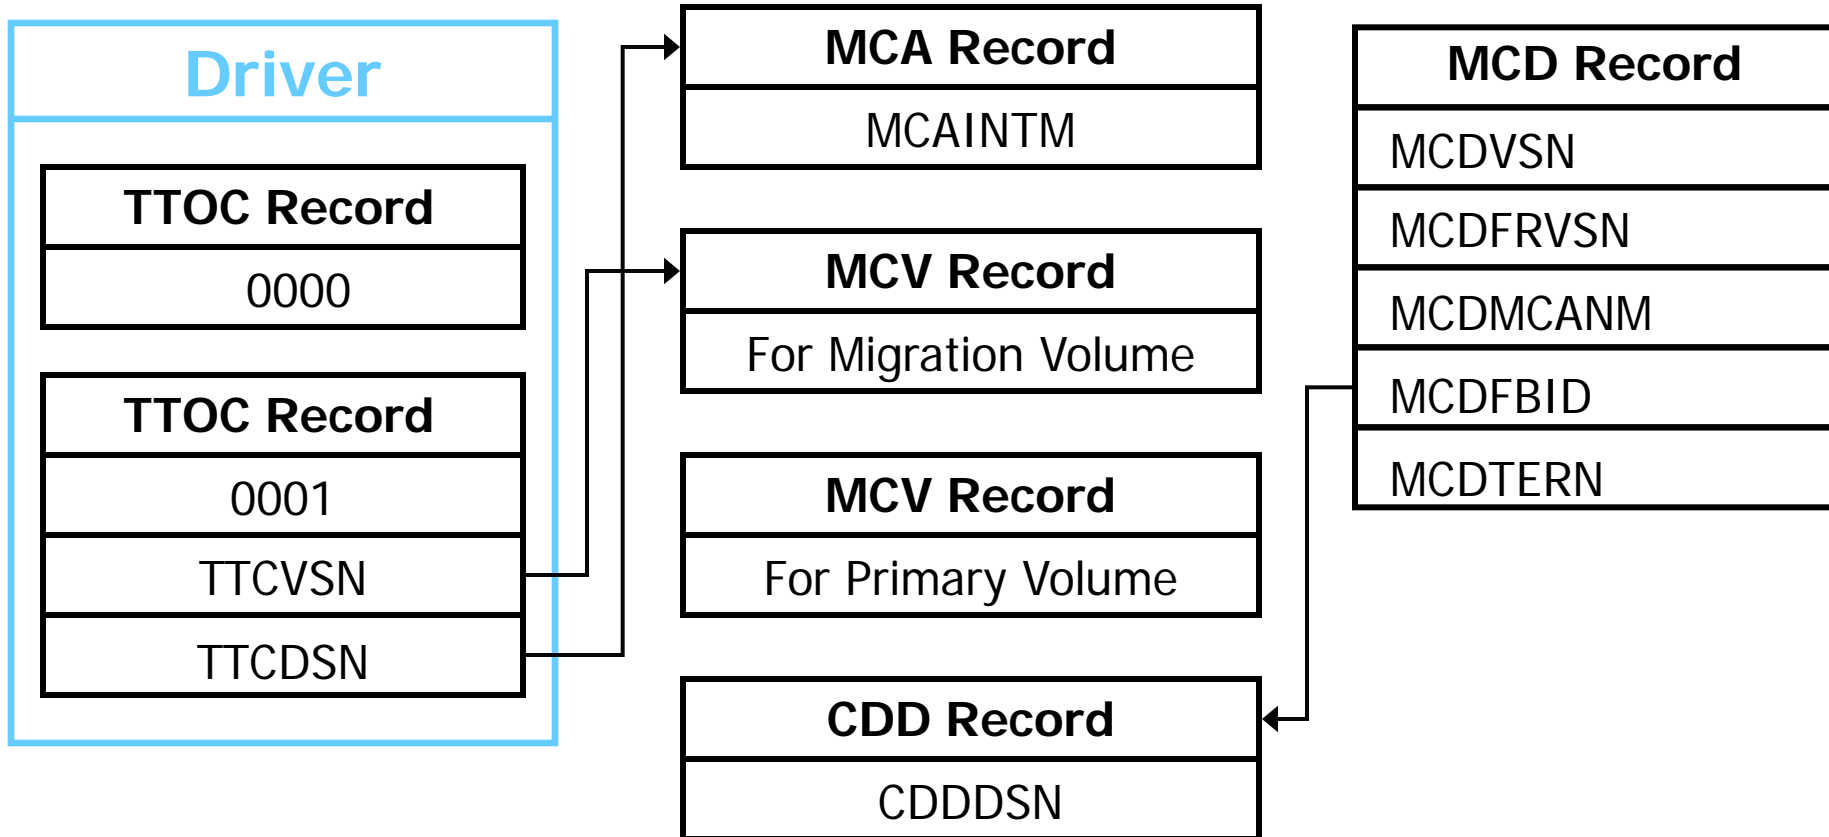 Driver
TTOC Record
0000
TTOC Record
0001
TTCVSN
TTCDSN
MCA Record
MCAINTM
MCV Record
For Migration Volume
MCV Record
For Primary Volume
CDD Record
CDDDSN
MCD Record
MCDVSN
MCDFRVSN
MCDMCANM
MCDFBID
MCDTERN